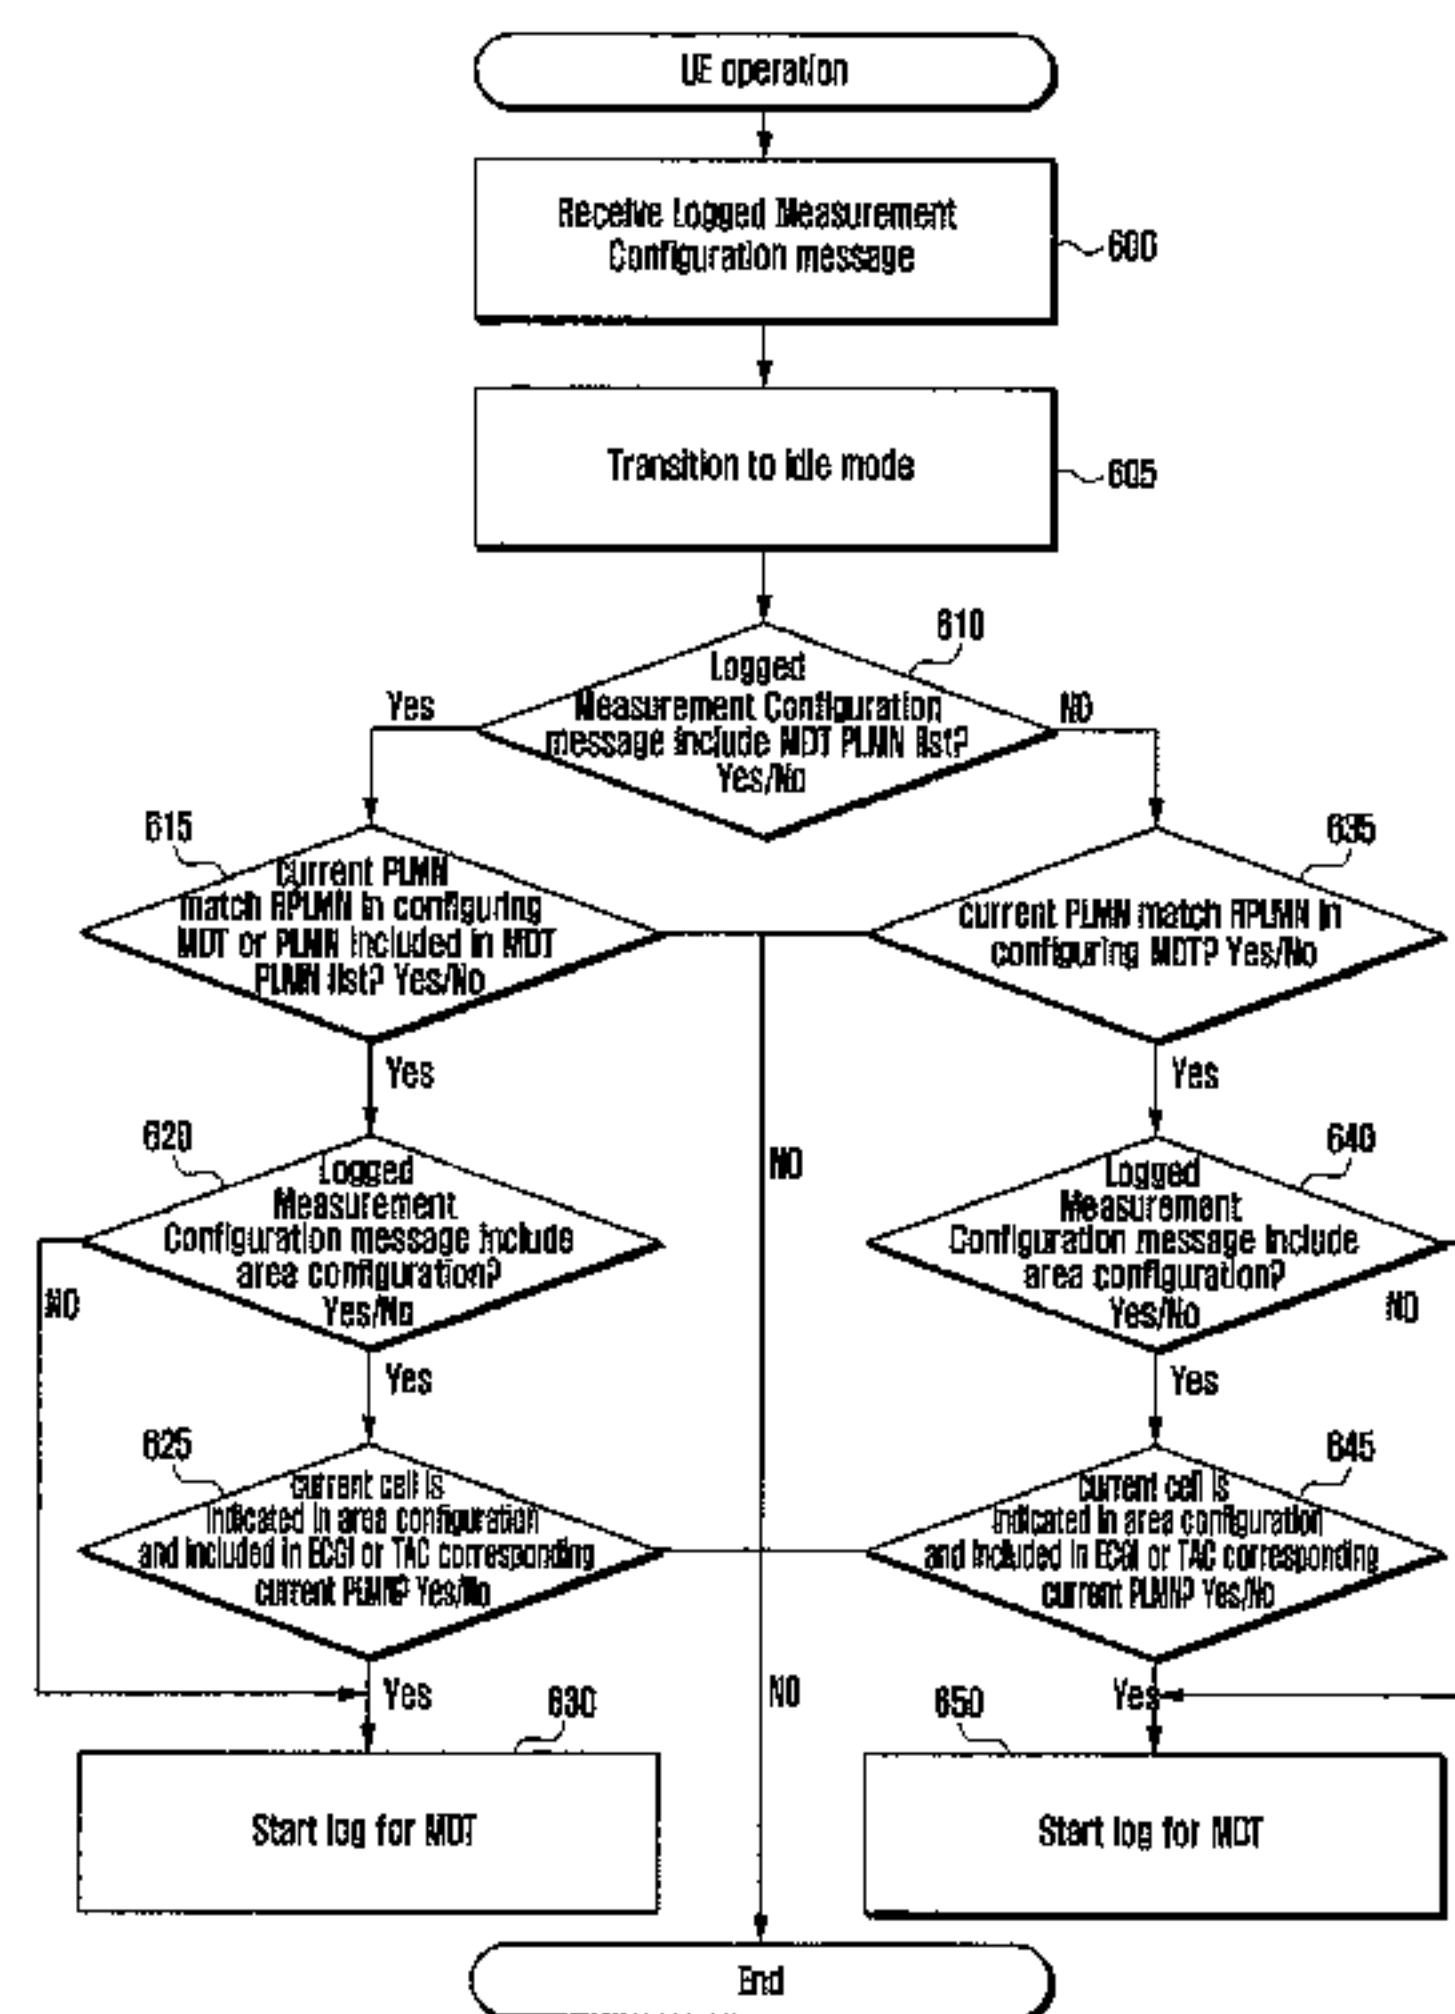 UE operation
Receive Logged Measurement
Configuration message
600
Transition to idle mode
605
610
Logged
Measurement Configuration
message include MDT PLMN list?
Yes/No
Yes
NO
615
current PLMN
match RPLMN in configuring
MDT or PLMN included in MDT
PLMN list? Yes/No
635
current PLMN match RPLMN in
configuring MDT? Yes/No
Yes
Yes
NO
620
Logged
Measurement
Configuration message include
area configuration?
Yes/No
NO
640
Logged
Measurement
Configuration message include
area configuration?
Yes/No
NO
Yes
Yes
625
current cell is
indicated in area configuration
and included in ECGI or TAC corresponding
current PLMN? Yes/No
645
current cell is
indicated in area configuration
and included in ECGI or TAC corresponding
current PLMN? Yes/No
Yes
NO
Yes
630
Start log for MDT
650
Start log for MDT
End